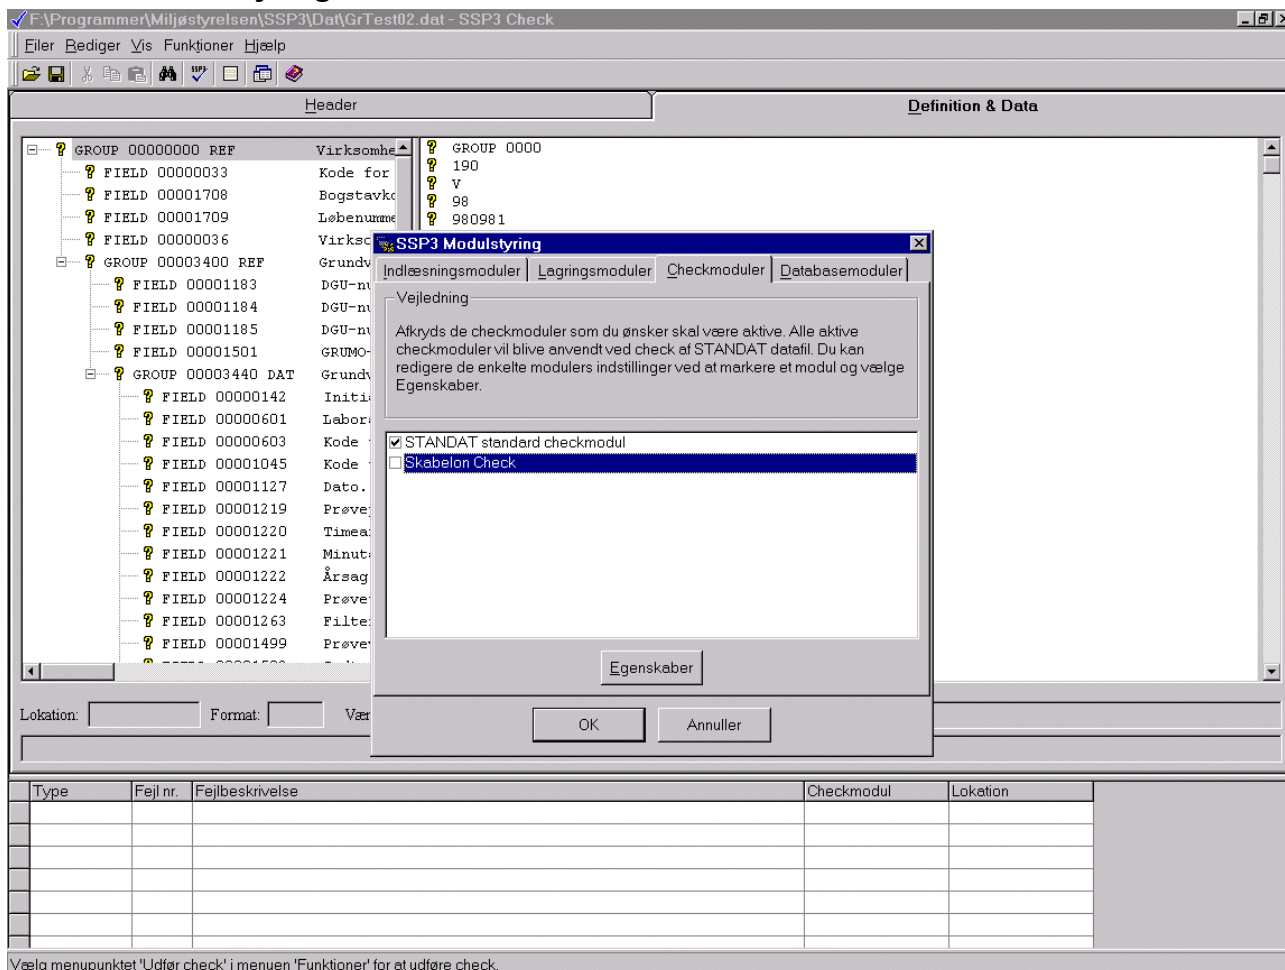 F:\Programmer\Miljøstyrelsen\SSP3\Dat\GrTest02.dat - SSP3 Check
Filer Rediger Vis Funktioner Hjælp
Header
Definition & Data
GROUP 00000000 REF Virksomhe
FIELD 00000033 Kode for
FIELD 00001708 Bogstavko
FIELD 00001709 Løbenumme
FIELD 00000036 Virkso
GROUP 00003400 REF Grundv
FIELD 00001183 DGU-nu
FIELD 00001184 DGU-nu
FIELD 00001185 DGU-nu
FIELD 00001501 GRUMO-
GROUP 00003440 DAT Grundv
FIELD 00000142 Initi
FIELD 00000601 Labor
FIELD 00000603 Kode
FIELD 00001045 Kode
FIELD 00001127 Dato.
FIELD 00001219 Prøve
FIELD 00001220 Timea
FIELD 00001221 Minut
FIELD 00001222 Årsag
FIELD 00001224 Prøve
FIELD 00001263 Filte
FIELD 00001499 Prøve
GROUP 0000
190
V
98
980981
SSP3 Modulstyring
Indlæsningsmoduler Lagringsmoduler Checkmoduler Databasemoduler
Vejledning
Afkryds de checkmoduler som du ønsker skal være aktive. Alle aktive
checkmoduler vil blive anvendt ved check af STANDAT datafil. Du kan
redigere de enkelte modulers indstillinger ved at markere et modul og vælge
Egenskaber.
STANDAT standard checkmodul
Skabelon Check
Egenskaber
OK Annuller
Lokation: Format: Vær
Type Fejl nr. Fejlbeskrivelse Checkmodul Lokation
Vælg menupunktet 'Udfør check' i menuen 'Funktioner' for at udføre check.